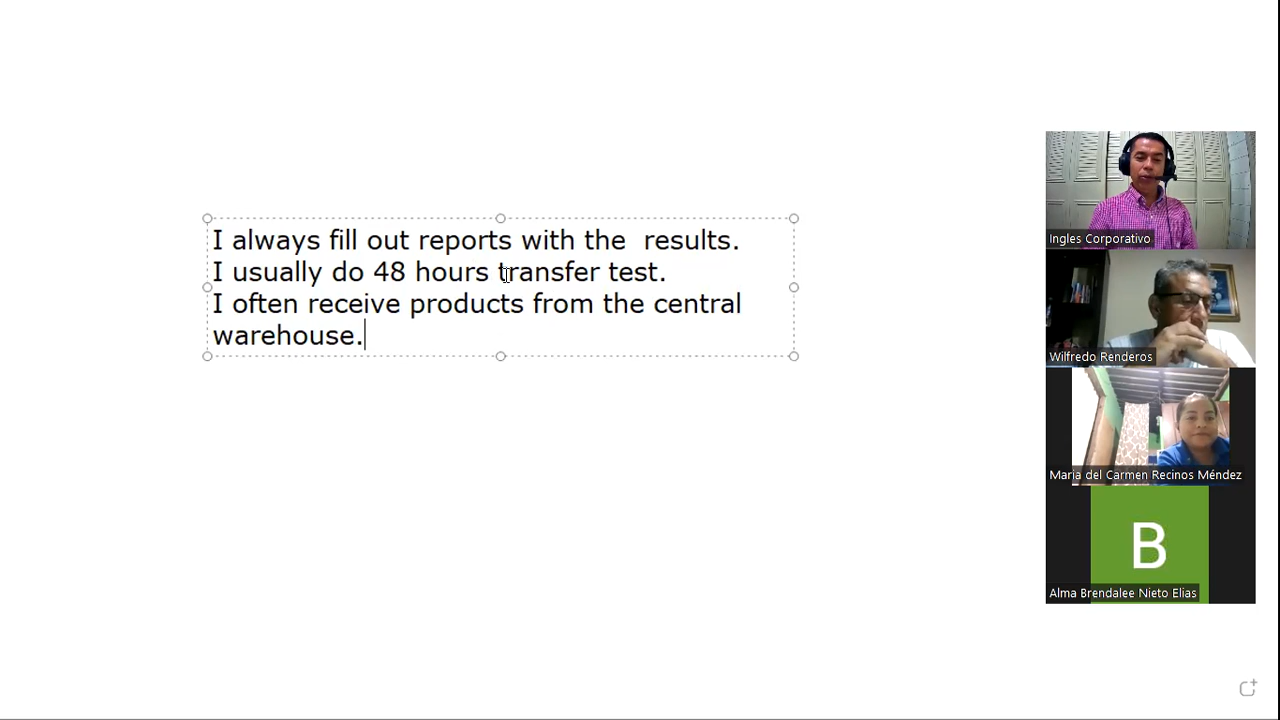 I always fill out reports with the  results.
I usually do 48 hours transfer test.
I often receive products from the central
warehouse.
Ingles Corporativo
Wilfredo Renderos
Maria del Carmen Recinos Méndez
B
Alma Brendalee Nieto Elias